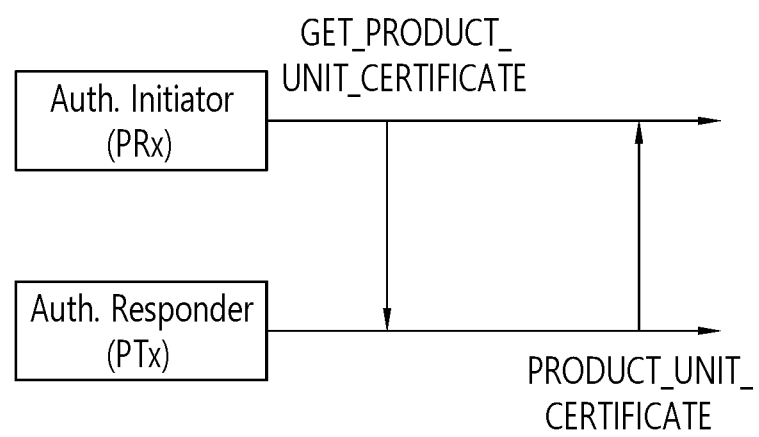 GET_PRODUCT_
UNIT_CERTIFICATE
Auth. Initiator
(PRx)
Auth. Responder
(PTx)
PRODUCT_UNIT_
CERTIFICATE